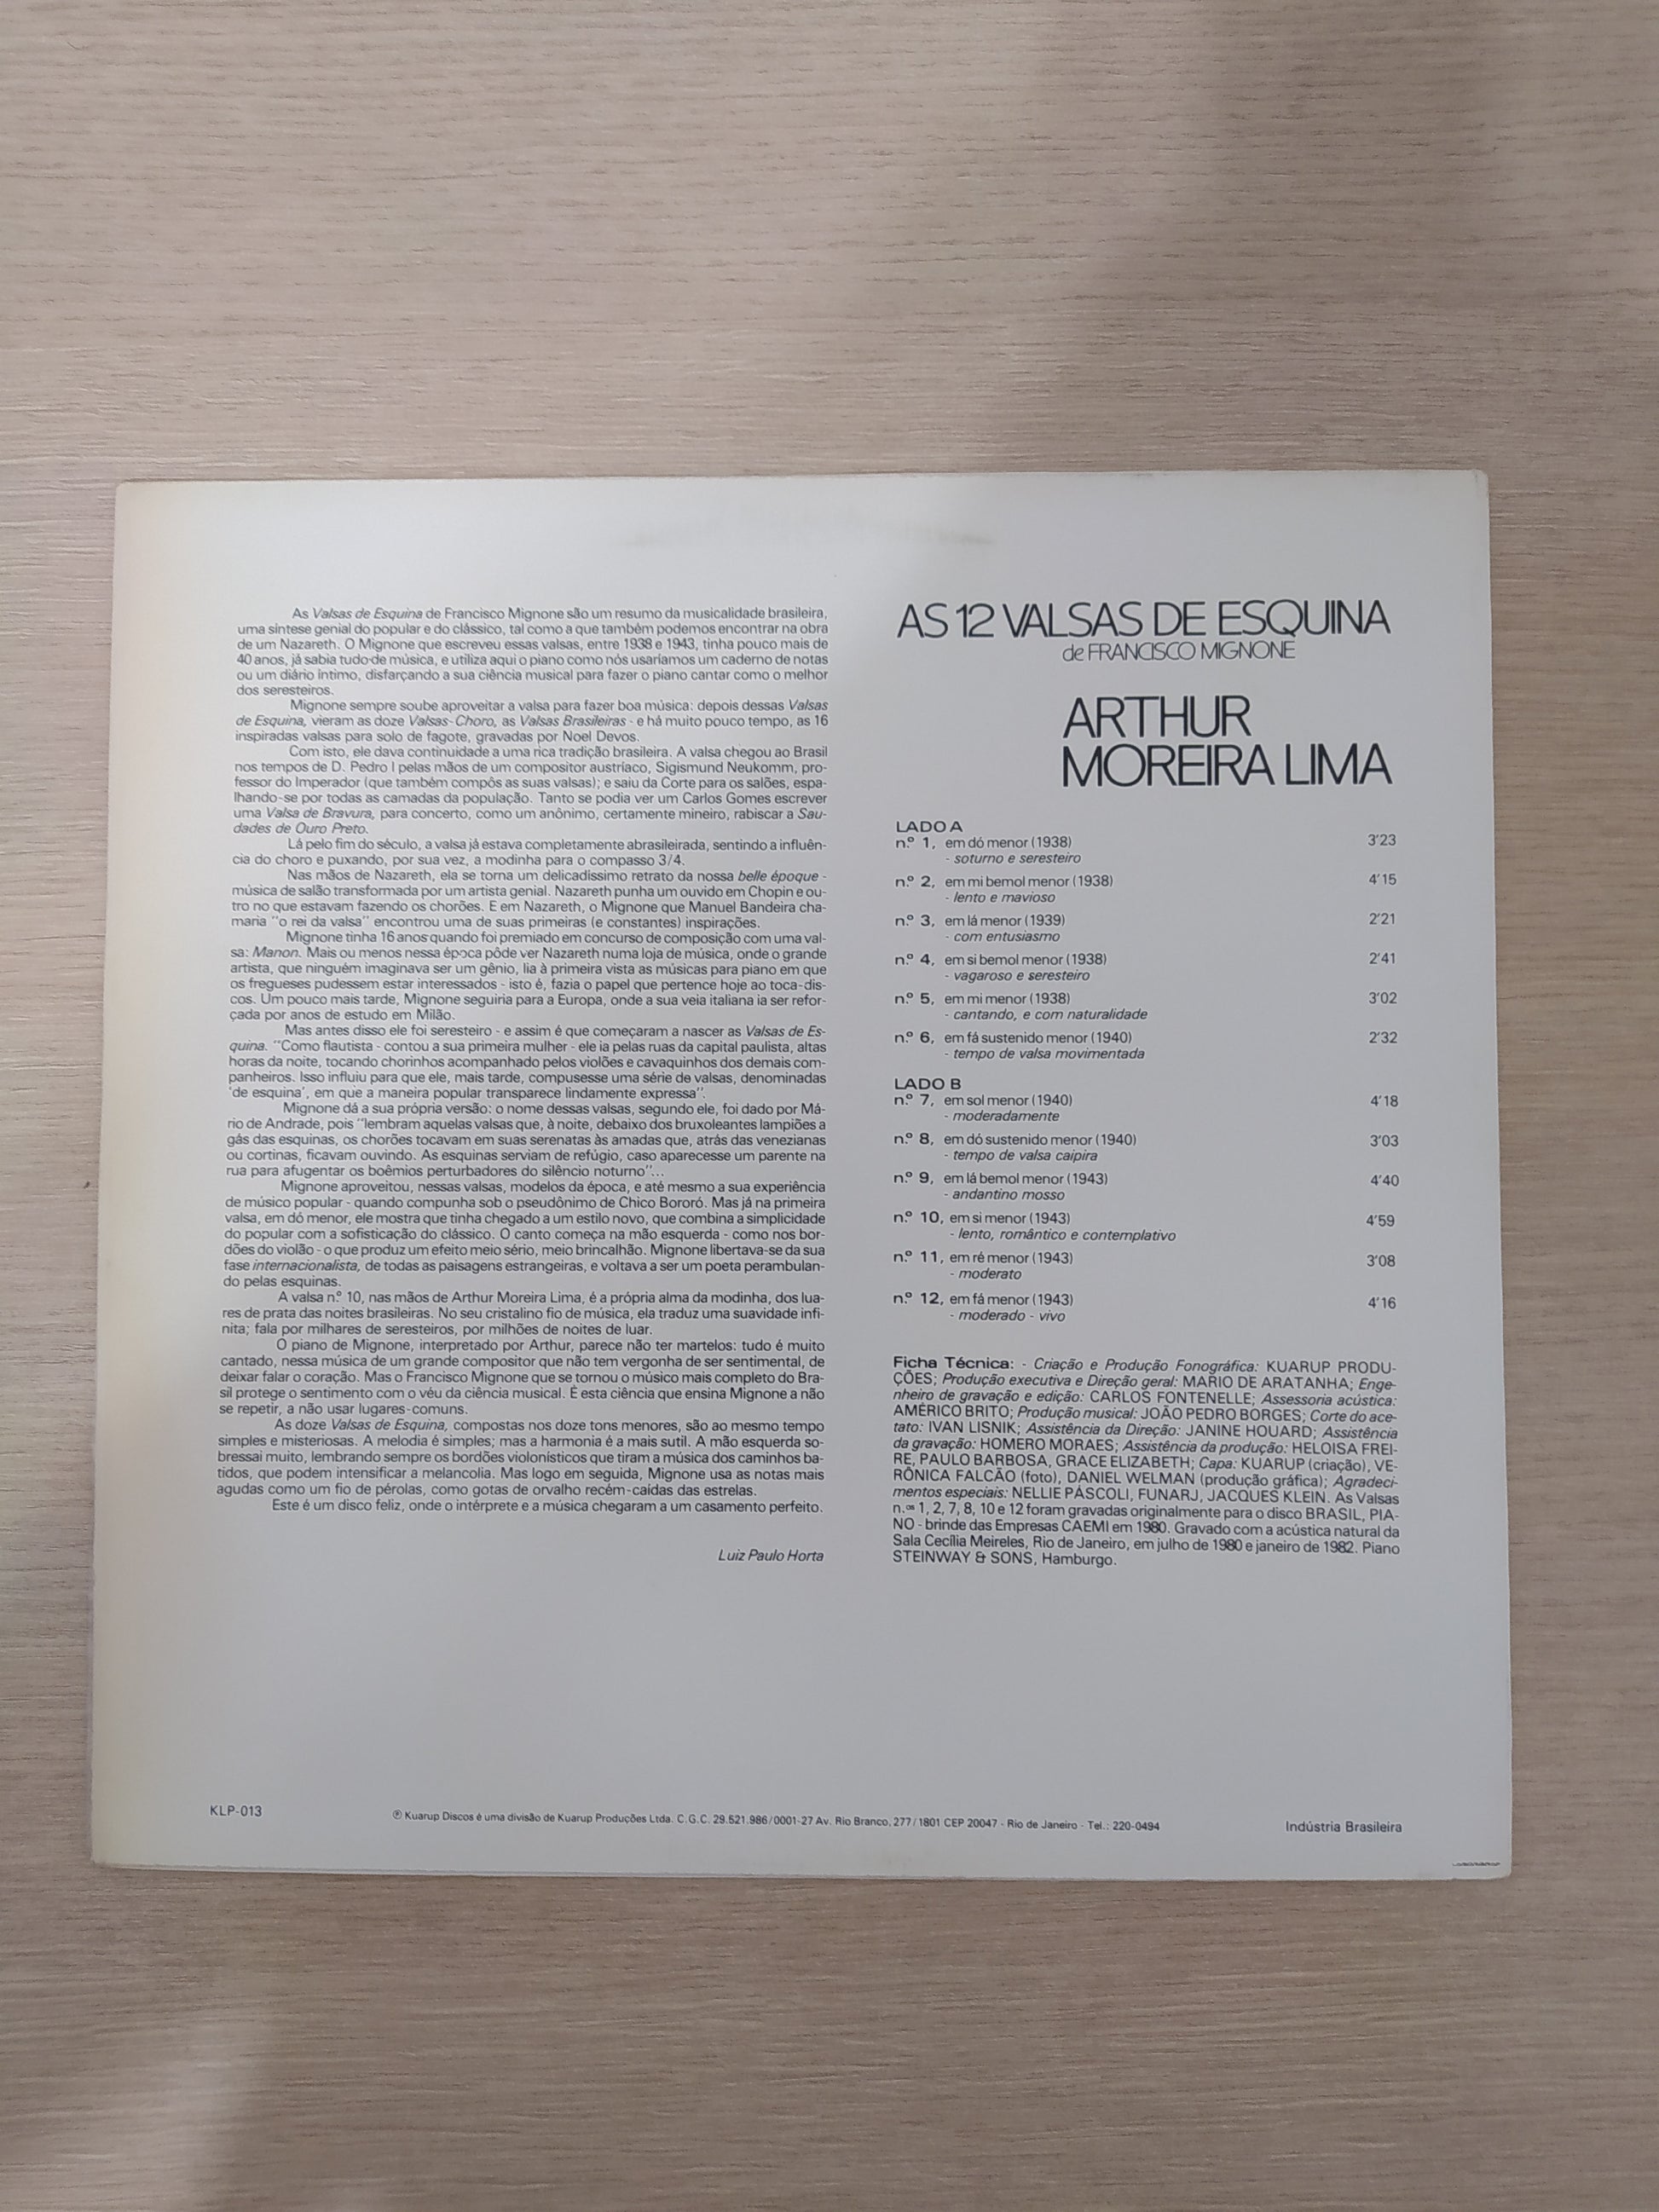 As Valsas de Esquina de Francisco Mignone são um resumo da musicalidade brasileira,
uma síntese genial do popular e do clássico, tal como a que também podemos encontrar na obra
de um Nazareth. O Mignone que escreveu essas valsas, entre 1938 e 1943, tinha pouco mais de
40 anos, já sabia tudo de música, e utiliza aqui o piano como nós usaríamos um caderno de notas
ou um diário íntimo, disfarçando a sua ciência musical para fazer o piano cantar como o melhor
dos seresteiros.
Mignone sempre soube aproveitar a valsa para fazer boa música: depois dessas Valsas
de Esquina, vieram as doze Valsas-Choro, as Valsas Brasileiras - e há muito pouco tempo, as 16
inspiradas valsas para solo de fagote, gravadas por Noel Devos.
Com isto, ele dava continuidade a uma rica tradição brasileira. A valsa chegou ao Brasil
nos tempos de D. Pedro I pelas mãos de um compositor austríaco, Sigismund Neukomm, pro-
fessor do Imperador (que também compôs as suas valsas); e saiu da Corte para os salões, espa-
lhando-se por todas as camadas da população. Tanto se podia ver um Carlos Gomes escrever
uma Valsa de Bravura, para concerto, como um anônimo, certamente mineiro, rabiscar a Sau-
dades de Ouro Preto.
Lá pelo fim do século, a valsa já estava completamente abrasileirada, sentindo a influên-
cia do choro e puxando, por sua vez, a modinha para o compasso 3/4.
Nas mãos de Nazareth, ela se torna um delicadíssimo retrato da nossa belle époque -
música de salão transformada por um artista genial. Nazareth punha um ouvido em Chopin e ou-
tro no que estavam fazendo os chorões. E em Nazareth, o Mignone que Manuel Bandeira cha-
maria "o rei da valsa" encontrou uma de suas primeiras (e constantes) inspirações.
Mignone tinha 16 anos quando foi premiado em concurso de composição com uma val-
sa: Manon. Mais ou menos nessa época pôde ver Nazareth numa loja de música, onde o grande
artista, que ninguém imaginava ser um gênio, lia à primeira vista as músicas para piano em que
os fregueses pudessem estar interessados - isto é, fazia o papel que pertence hoje ao toca-dis-
cos. Um pouco mais tarde, Mignone seguiria para a Europa, onde a sua veia italiana ia ser refor-
çada por anos de estudo em Milão.
Mas antes disso ele foi seresteiro - e assim é que começaram a nascer as Valsas de Es-
quina. "Como flautista - contou a sua primeira mulher - ele ia pelas ruas da capital paulista, altas
horas da noite, tocando chorinhos acompanhado pelos violões e cavaquinhos dos demais com-
panheiros. Isso influiu para que ele, mais tarde, compusesse uma série de valsas, denominadas
'de esquina', em que a maneira popular transparece lindamente expressa".
Mignone dá a sua própria versão: o nome dessas valsas, segundo ele, foi dado por Má-
rio de Andrade, pois "lembram aquelas valsas que, à noite, debaixo dos bruxoleantes lampiões a
gás das esquinas, os chorões tocavam em suas serenatas às amadas que, atrás das venezianas
ou cortinas, ficavam ouvindo. As esquinas serviam de refúgio, caso aparecesse um parente na
rua para afugentar os boêmios perturbadores do silêncio noturno"...
Mignone aproveitou, nessas valsas, modelos da época, e até mesmo a sua experiência
de músico popular - quando compunha sob o pseudônimo de Chico Bororó. Mas já na primeira
valsa, em dó menor, ele mostra que tinha chegado a um estilo novo, que combina a simplicidade
do popular com a sofisticação do clássico. O canto começa na mão esquerda - como nos bor-
dões do violão - o que produz um efeito meio sério, meio brincalhão. Mignone libertava-se da sua
fase internacionalista, de todas as paisagens estrangeiras, e voltava a ser um poeta perambulan-
do pelas esquinas.
A valsa n.º 10, nas mãos de Arthur Moreira Lima, é a própria alma da modinha, dos lua-
res de prata das noites brasileiras. No seu cristalino fio de música, ela traduz uma suavidade infi-
nita; fala por milhares de seresteiros, por milhões de noites de luar.
O piano de Mignone, interpretado por Arthur, parece não ter martelos: tudo é muito
cantado, nessa música de um grande compositor que não tem vergonha de ser sentimental, de
deixar falar o coração. Mas o Francisco Mignone que se tornou o músico mais completo do Bra-
sil protege o sentimento com o véu da ciência musical. É esta ciência que ensina Mignone a não
se repetir, a não usar lugares-comuns.
As doze Valsas de Esquina, compostas nos doze tons menores, são ao mesmo tempo
simples e misteriosas. A melodia é simples; mas a harmonia é a mais sutil. A mão esquerda so-
bressai muito, lembrando sempre os bordões violonísticos que tiram a música dos caminhos ba-
tidos, que podem intensificar a melancolia. Mas logo em seguida, Mignone usa as notas mais
agudas como um fio de pérolas, como gotas de orvalho recém-caídas das estrelas.
Este é um disco feliz, onde o intérprete e a música chegaram a um casamento perfeito.
Luiz Paulo Horta
AS 12 VALSAS DE ESQUINA
de FRANCISCO MIGNONE
ARTHUR
MOREIRA LIMA
LADO A
n.º 1, em dó menor (1938) 3'23
- soturno e seresteiro
n.º 2, em mi bemol menor (1938) 4'15
- lento e mavioso
n.º 3, em lá menor (1939) 2'21
- com entusiasmo
n.º 4, em si bemol menor (1938) 2'41
- vagaroso e seresteiro
n.º 5, em mi menor (1938) 3'02
- cantando, e com naturalidade
n.º 6, em fá sustenido menor (1940) 2'32
- tempo de valsa movimentada
LADO B
n.º 7, em sol menor (1940) 4'18
- moderadamente
n.º 8, em dó sustenido menor (1940) 3'03
- tempo de valsa caipira
n.º 9, em lá bemol menor (1943) 4'40
- andantino mosso
n.º 10, em si menor (1943) 4'59
- lento, romântico e contemplativo
n.º 11, em ré menor (1943) 3'08
- moderato
n.º 12, em fá menor (1943) 4'16
- moderado - vivo
Ficha Técnica: - Criação e Produção Fonográfica: KUARUP PRODU-
ÇÕES; Produção executiva e Direção geral: MARIO DE ARATANHA; Enge-
nheiro de gravação e edição: CARLOS FONTENELLE; Assessoria acústica:
AMÉRICO BRITO; Produção musical: JOÃO PEDRO BORGES; Corte do ace-
tato: IVAN LISNIK; Assistência da Direção: JANINE HOUARD; Assistência
da gravação: HOMERO MORAES; Assistência da produção: HELOISA FREI-
RE, PAULO BARBOSA, GRACE ELIZABETH; Capa: KUARUP (criação), VE-
RÔNICA FALCÃO (foto), DANIEL WELMAN (produção gráfica); Agradeci-
mentos especiais: NELLIE PÁSCOLI, FUNARJ, JACQUES KLEIN. As Valsas
n.ºs 1, 2, 7, 8, 10 e 12 foram gravadas originalmente para o disco BRASIL, PIA-
NO - brinde das Empresas CAEMI em 1980. Gravado com a acústica natural da
Sala Cecília Meireles, Rio de Janeiro, em julho de 1980 e janeiro de 1982. Piano
STEINWAY & SONS, Hamburgo.
KLP-013
℗ Kuarup Discos é uma divisão de Kuarup Produções Ltda. C.G.C. 29.521.986/0001-27 Av. Rio Branco, 277/1801 CEP 20047 - Rio de Janeiro - Tel.: 220-0494
Indústria Brasileira